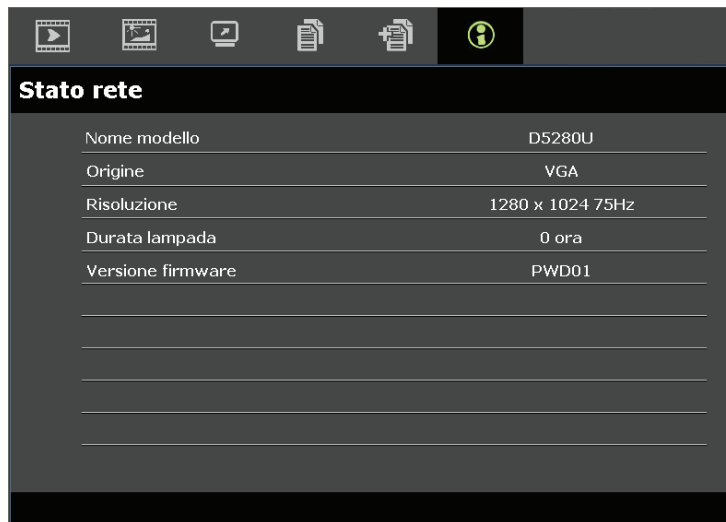 Stato rete
Nome modello D5280U
Origine VGA
Risoluzione 1280 x 1024 75Hz
Durata lampada 0 ora
Versione firmware PWD01